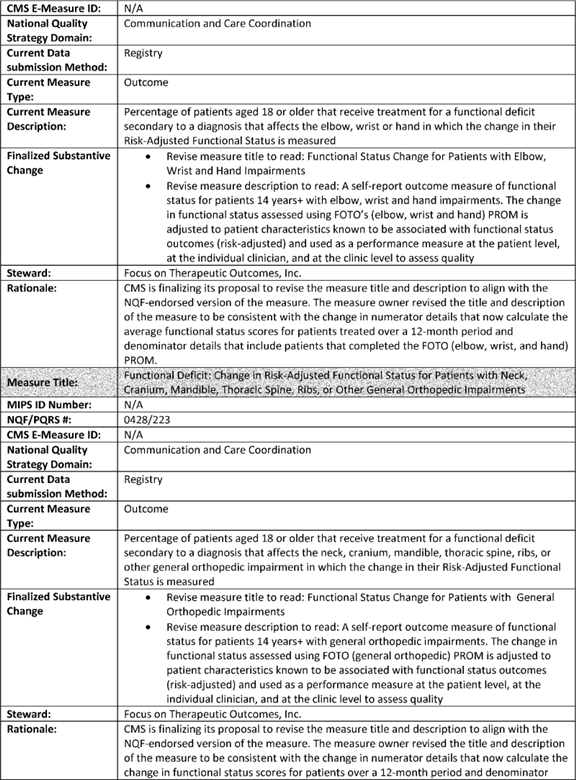 CMS E-Measure ID: N/A
National Quality Communication and Care Coordination
Strategy Domain:
Current Data Registry
submission Method:
Current Measure Outcome
Type:
Current Measure Percentage of patients aged 18 or older that receive treatment for a functional deficit
Description: secondary to a diagnosis that affects the elbow, wrist or hand in which the change in their
Risk-Adjusted Functional Status is measured
Finalized Substantive • Revise measure title to read: Functional Status Change for Patients with Elbow,
Change Wrist and Hand Impairments
• Revise measure description to read: A self-report outcome measure of functional
status for patients 14 years+ with elbow, wrist and hand impairments. The change
in functional status assessed using FOTO's (elbow, wrist and hand) PROM is
adjusted to patient characteristics known to be associated with functional status
outcomes (risk-adjusted) and used as a performance measure at the patient level,
at the individual clinician, and at the clinic level to assess quality
Steward: Focus on Therapeutic Outcomes, Inc.
Rationale: CMS is finalizing its proposal to revise the measure title and description to align with the
NQF-endorsed version of the measure. The measure owner revised the title and description
of the measure to be consistent with the change in numerator details that now calculate the
average functional status scores for patients treated over a 12-month period and
denominator details that include patients that completed the FOTO (elbow, wrist, and hand)
PROM.
Measure Title: Functional Deficit: Change in Risk-Adjusted Functional Status for Patients with Neck,
Cranium, Mandible, Thoracic Spine, Ribs, or Other General Orthopedic Impairments
MIPS ID Number: N/A
NQF/PQRS #: 0428/223
CMS E-Measure ID: N/A
National Quality Communication and Care Coordination
Strategy Domain:
Current Data Registry
submission Method:
Current Measure Outcome
Type:
Current Measure Percentage of patients aged 18 or older that receive treatment for a functional deficit
Description: secondary to a diagnosis that affects the neck, cranium, mandible, thoracic spine, ribs, or
other general orthopedic impairment in which the change in their Risk-Adjusted Functional
Status is measured
Finalized Substantive • Revise measure title to read: Functional Status Change for Patients with General
Change Orthopedic Impairments
• Revise measure description to read: A self-report outcome measure of functional
status for patients 14 years+ with general orthopedic impairments. The change in
functional status assessed using FOTO (general orthopedic) PROM is adjusted to
patient characteristics known to be associated with functional status outcomes
(risk-adjusted) and used as a performance measure at the patient level, at the
individual clinician, and at the clinic level to assess quality
Steward: Focus on Therapeutic Outcomes, Inc.
Rationale: CMS is finalizing its proposal to revise the measure title and description to align with the
NQF-endorsed version of the measure. The measure owner revised the title and description
of the measure to be consistent with the change in numerator details that now calculate the
change in functional status scores for patients over a 12-month period and denominator